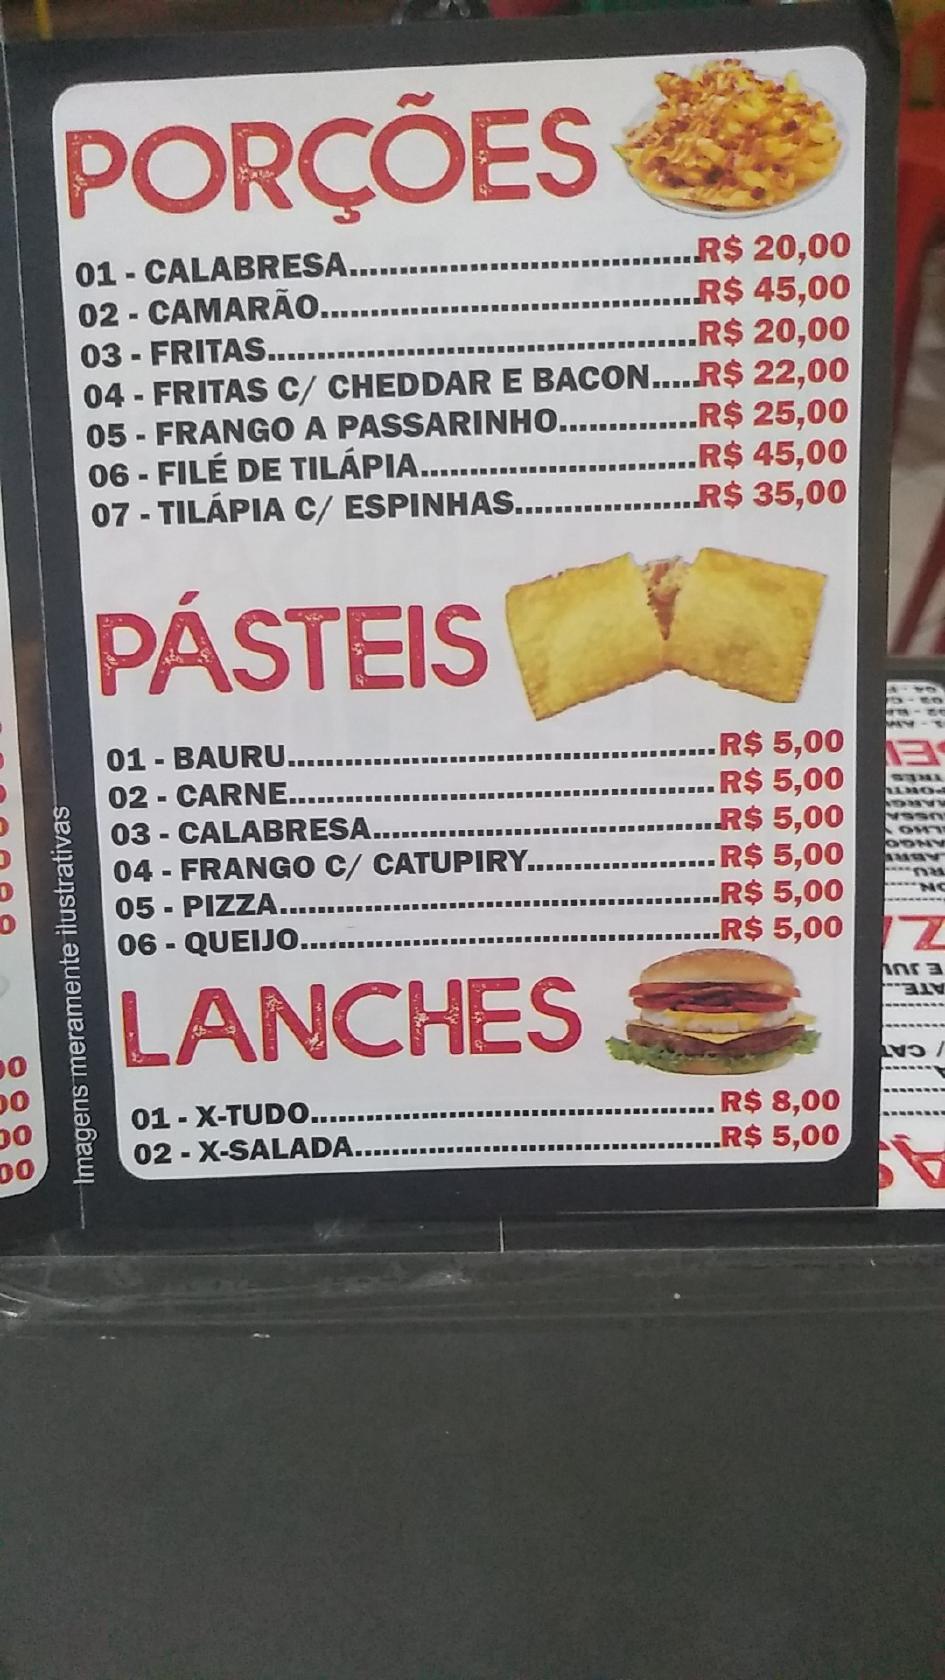 PORÇÕES
01 - CALABRESA........................................R$ 20,00
02 - CAMARÃO...........................................R$ 45,00
03 - FRITAS................................................R$ 20,00
04 - FRITAS C/ CHEDDAR E BACON.....R$ 22,00
05 - FRANGO A PASSARINHO..............R$ 25,00
06 - FILÉ DE TILÁPIA............................R$ 45,00
07 - TILÁPIA C/ ESPINHAS...................R$ 35,00
PÁSTEIS
01 - BAURU.............................................R$ 5,00
02 - CARNE.............................................R$ 5,00
03 - CALABRESA....................................R$ 5,00
04 - FRANGO C/ CATUPIRY...................R$ 5,00
05 - PIZZA..............................................R$ 5,00
06 - QUEIJO...........................................R$ 5,00
LANCHES
01 - X-TUDO..........................................R$ 8,00
02 - X-SALADA......................................R$ 5,00
Imagens meramente ilustrativas